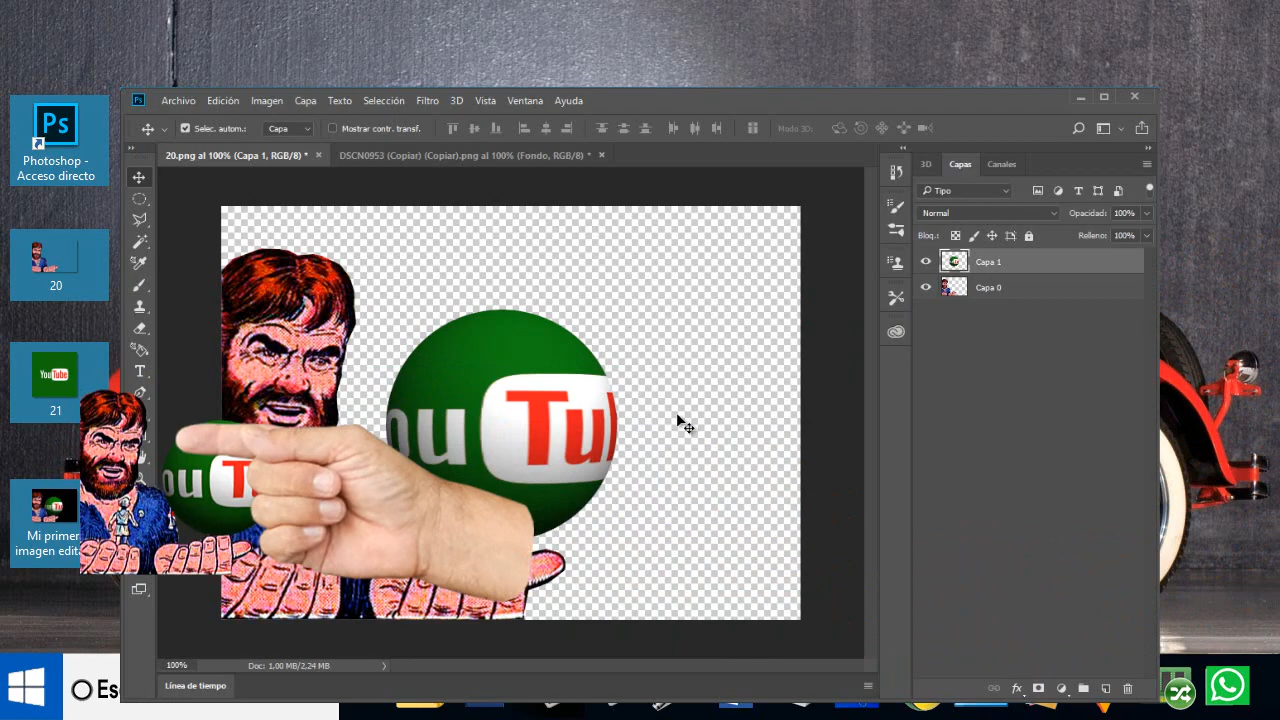 Ps
Archivo Edición Imagen Capa Texto Selección Filtro 3D Vista Ventana Ayuda
Selec. autom.: Capa Mostrar contr. transf. Modo 3D:
20.png al 100% (Capa 1, RGB/8) * × DSCN0953 (Copiar) (Copiar).png al 100% (Fondo, RGB/8) * ×
3D Capas Canales
Tipo
Normal Opacidad: 100%
Bloq.: Relleno: 100%
Capa 1
Capa 0
Ps
Photoshop -
Acceso directo
20
YouTube
21
Mi primer
imagen edit
ou Tu
ou T
100% Doc: 1,00 MB/2,24 MB
Línea de tiempo
fx
Es